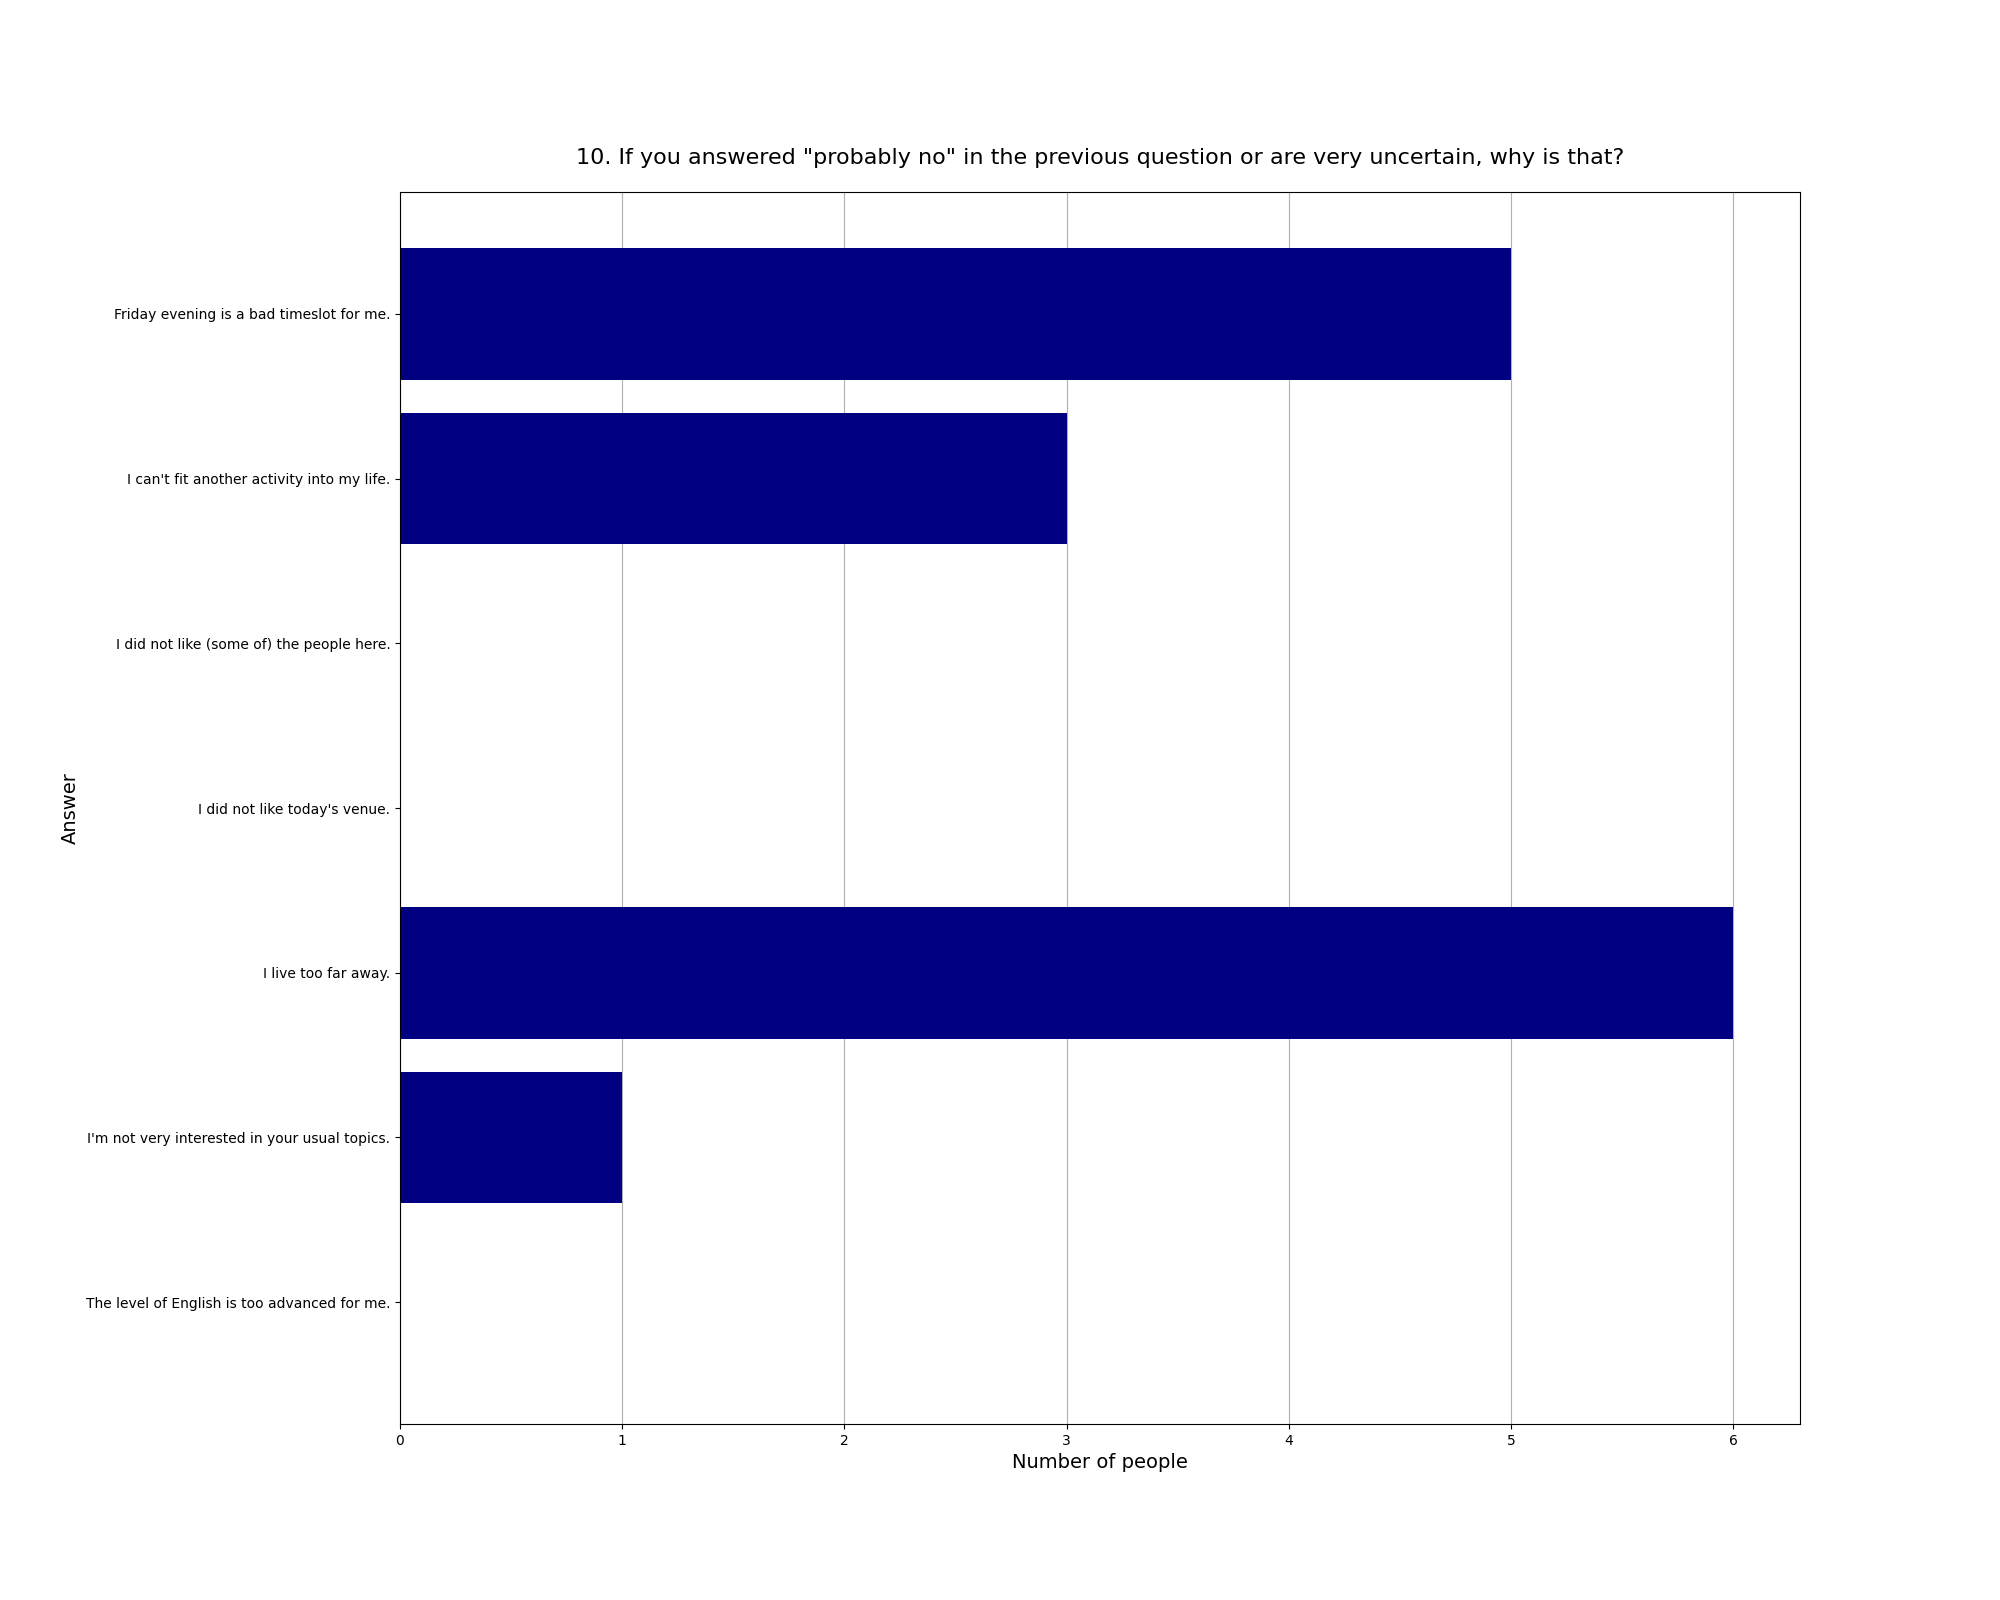 10. If you answered "probably no" in the previous question or are very uncertain, why is that?
Answer
Friday evening is a bad timeslot for me.
I can't fit another activity into my life.
I did not like (some of) the people here.
I did not like today's venue.
I live too far away.
I'm not very interested in your usual topics.
The level of English is too advanced for me.
0 1 2 3 4 5 6
Number of people